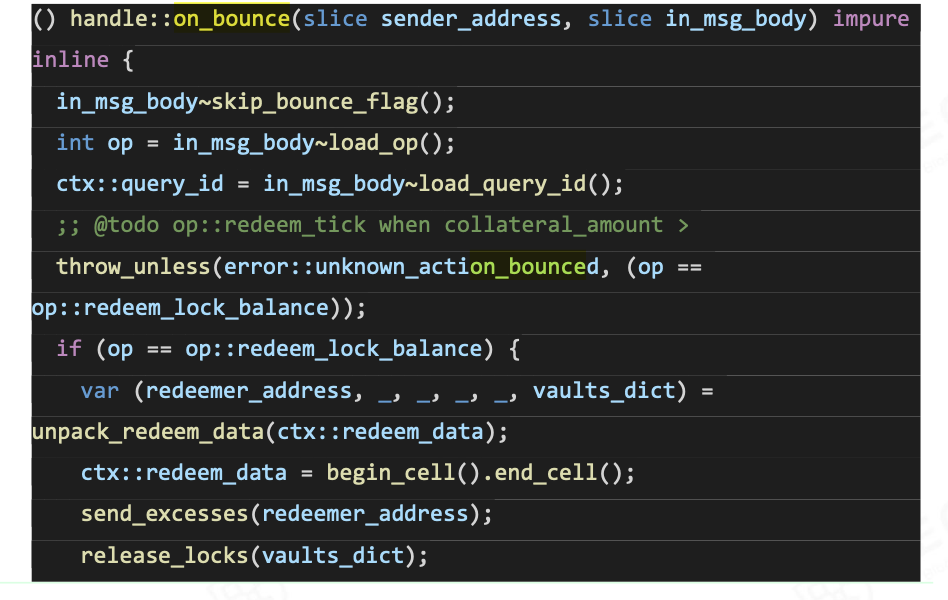 () handle::on_bounce(slice sender_address, slice in_msg_body) impure
inline {
in_msg_body~skip_bounce_flag();
int op = in_msg_body~load_op();
ctx::query_id = in_msg_body~load_query_id();
;; @todo op::redeem_tick when collateral_amount >
throw_unless(error::unknown_action_bounced, (op ==
op::redeem_lock_balance));
if (op == op::redeem_lock_balance) {
var (redeemer_address, _, _, _, _, vaults_dict) =
unpack_redeem_data(ctx::redeem_data);
ctx::redeem_data = begin_cell().end_cell();
send_excesses(redeemer_address);
release_locks(vaults_dict);